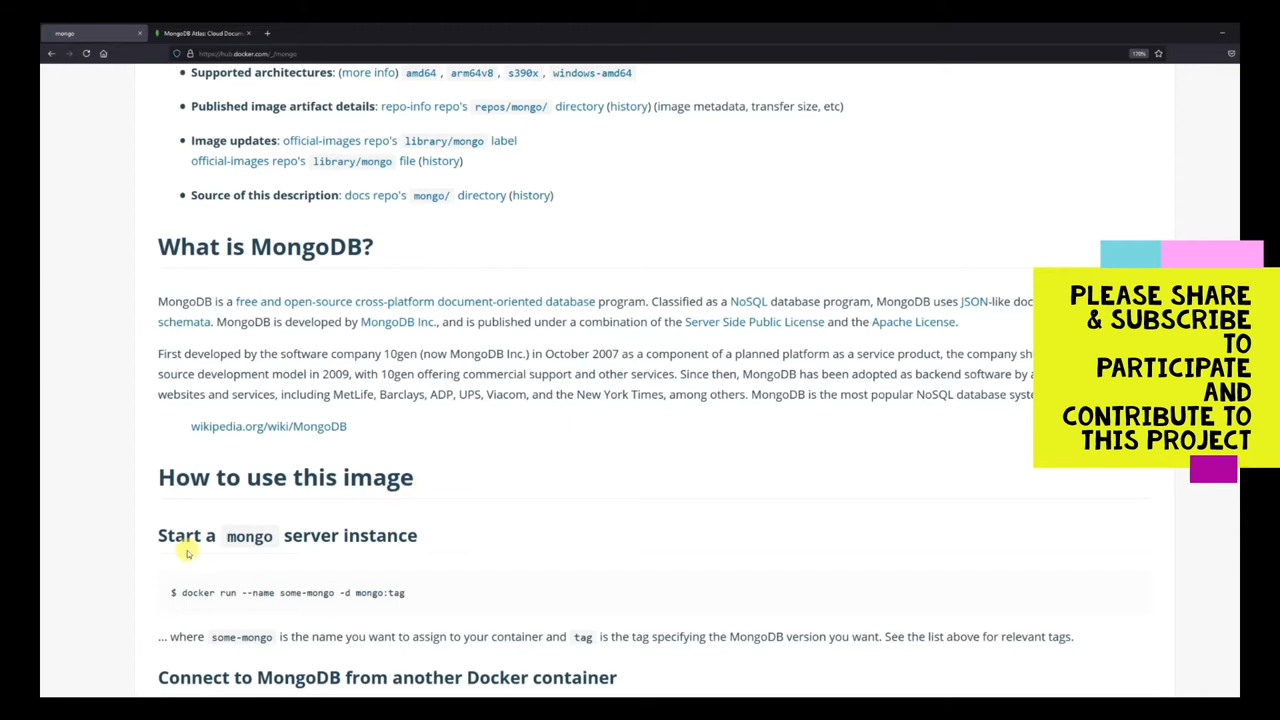 mongo
MongoDB Atlas: Cloud Docum
https://hub.docker.com/_/mongo
170%
Supported architectures: (more info) amd64, arm64v8, s390x, windows-amd64
Published image artifact details: repo-info repo's repos/mongo/ directory (history) (image metadata, transfer size, etc)
Image updates: official-images repo's library/mongo label
official-images repo's library/mongo file (history)
Source of this description: docs repo's mongo/ directory (history)
What is MongoDB?
MongoDB is a free and open-source cross-platform document-oriented database program. Classified as a NoSQL database program, MongoDB uses JSON-like doc
schemata. MongoDB is developed by MongoDB Inc., and is published under a combination of the Server Side Public License and the Apache License.
First developed by the software company 10gen (now MongoDB Inc.) in October 2007 as a component of a planned platform as a service product, the company sh
source development model in 2009, with 10gen offering commercial support and other services. Since then, MongoDB has been adopted as backend software by a
websites and services, including MetLife, Barclays, ADP, UPS, Viacom, and the New York Times, among others. MongoDB is the most popular NoSQL database syste
wikipedia.org/wiki/MongoDB
How to use this image
Start a mongo server instance
$ docker run --name some-mongo -d mongo:tag
... where some-mongo is the name you want to assign to your container and tag is the tag specifying the MongoDB version you want. See the list above for relevant tags.
Connect to MongoDB from another Docker container
PLEASE SHARE
& SUBSCRIBE
TO
PARTICIPATE
AND
CONTRIBUTE TO
THIS PROJECT